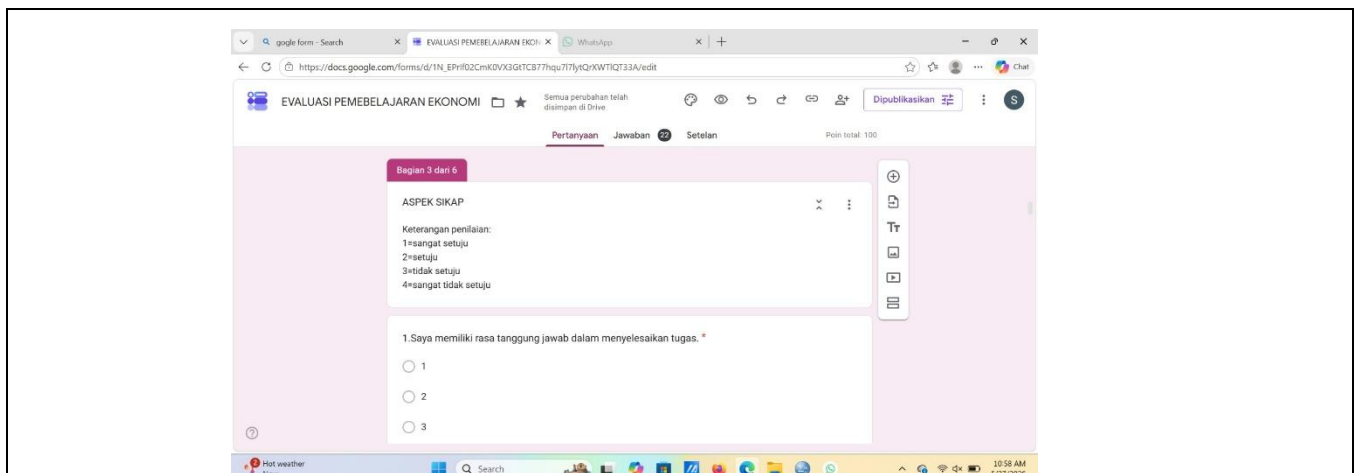 gogle form - Search
EVALUASI PEMEBELAJARAN EKON
WhatsApp
https://docs.google.com/forms/d/1N_EPrIf02CmK0VX3GtTCB77hqu7l7lytQrXWTlQT33A/edit
Chat
EVALUASI PEMEBELAJARAN EKONOMI
Semua perubahan telah
disimpan di Drive
Dipublikasikan
S
Pertanyaan Jawaban 22 Setelan
Poin total: 100
Bagian 3 dari 6
ASPEK SIKAP
Keterangan penilaian:
1=sangat setuju
2=setuju
3=tidak setuju
4=sangat tidak setuju
Tт
1.Saya memiliki rasa tanggung jawab dalam menyelesaikan tugas. *
1
2
3
2
Hot weather
Search
10:58 AM